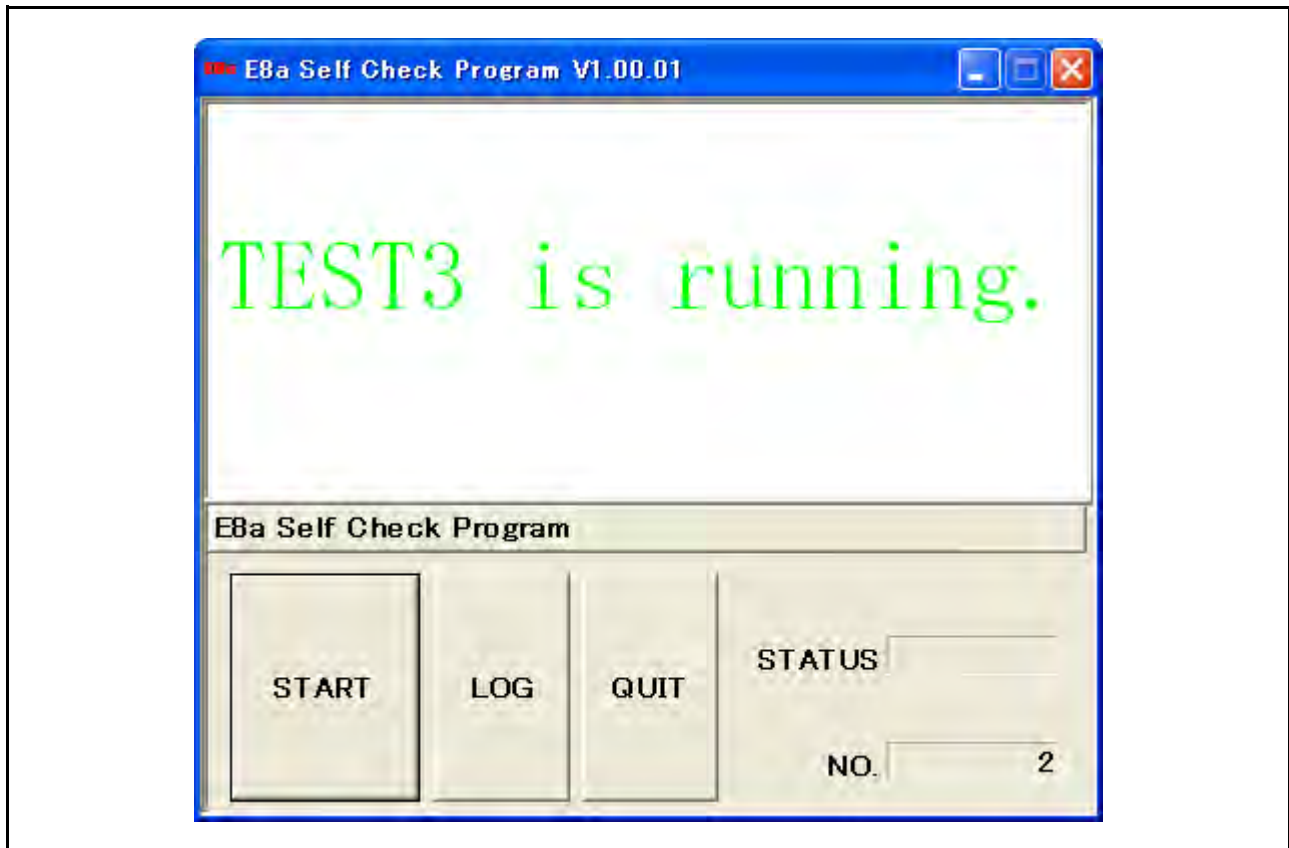 E8a Self Check Program V1.00.01
TEST3 is running.
E8a Self Check Program
START LOG QUIT
STATUS
NO. 2